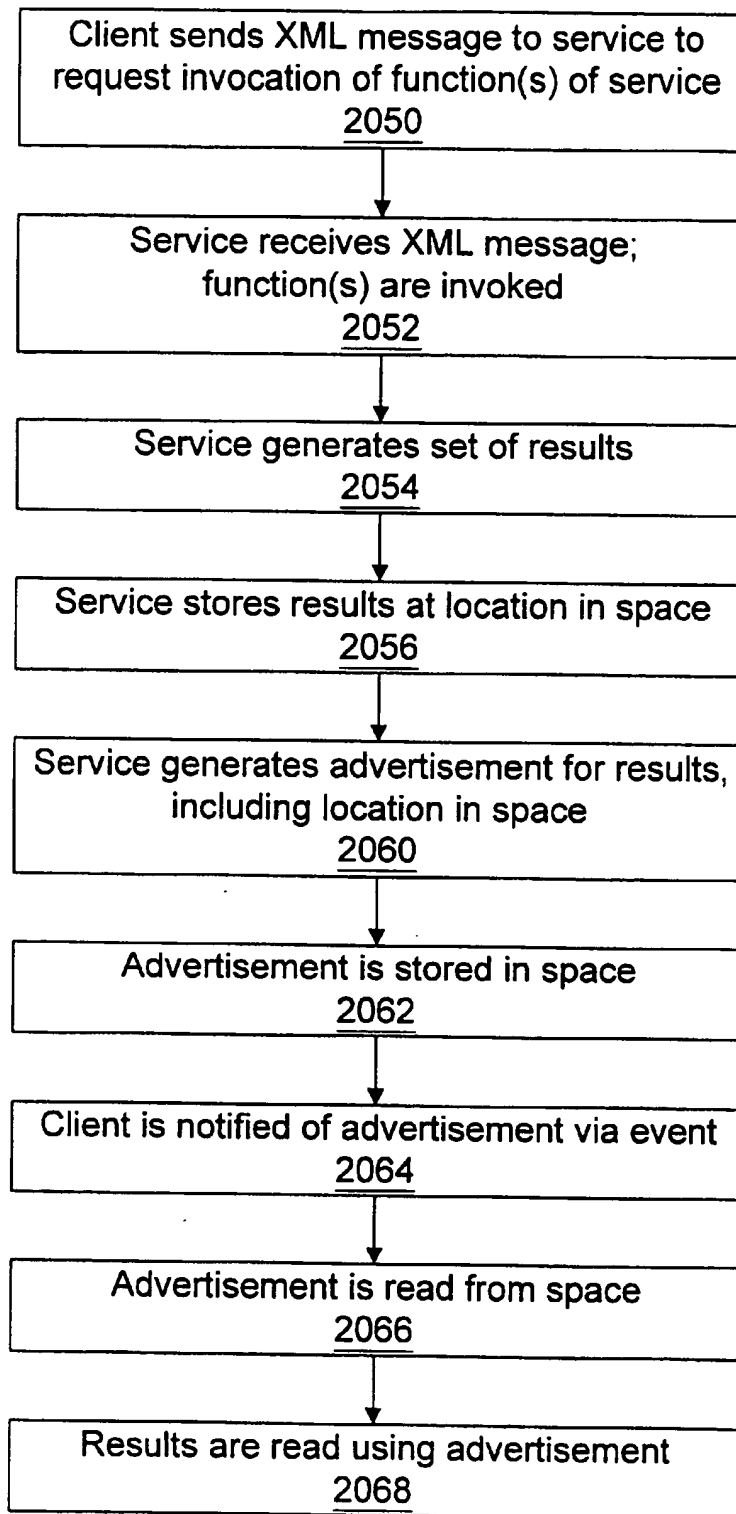 Client sends XML message to service to
request invocation of function(s) of service
2050
Service receives XML message;
function(s) are invoked
2052
Service generates set of results
2054
Service stores results at location in space
2056
Service generates advertisement for results,
including location in space
2060
Advertisement is stored in space
2062
Client is notified of advertisement via event
2064
Advertisement is read from space
2066
Results are read using advertisement
2068